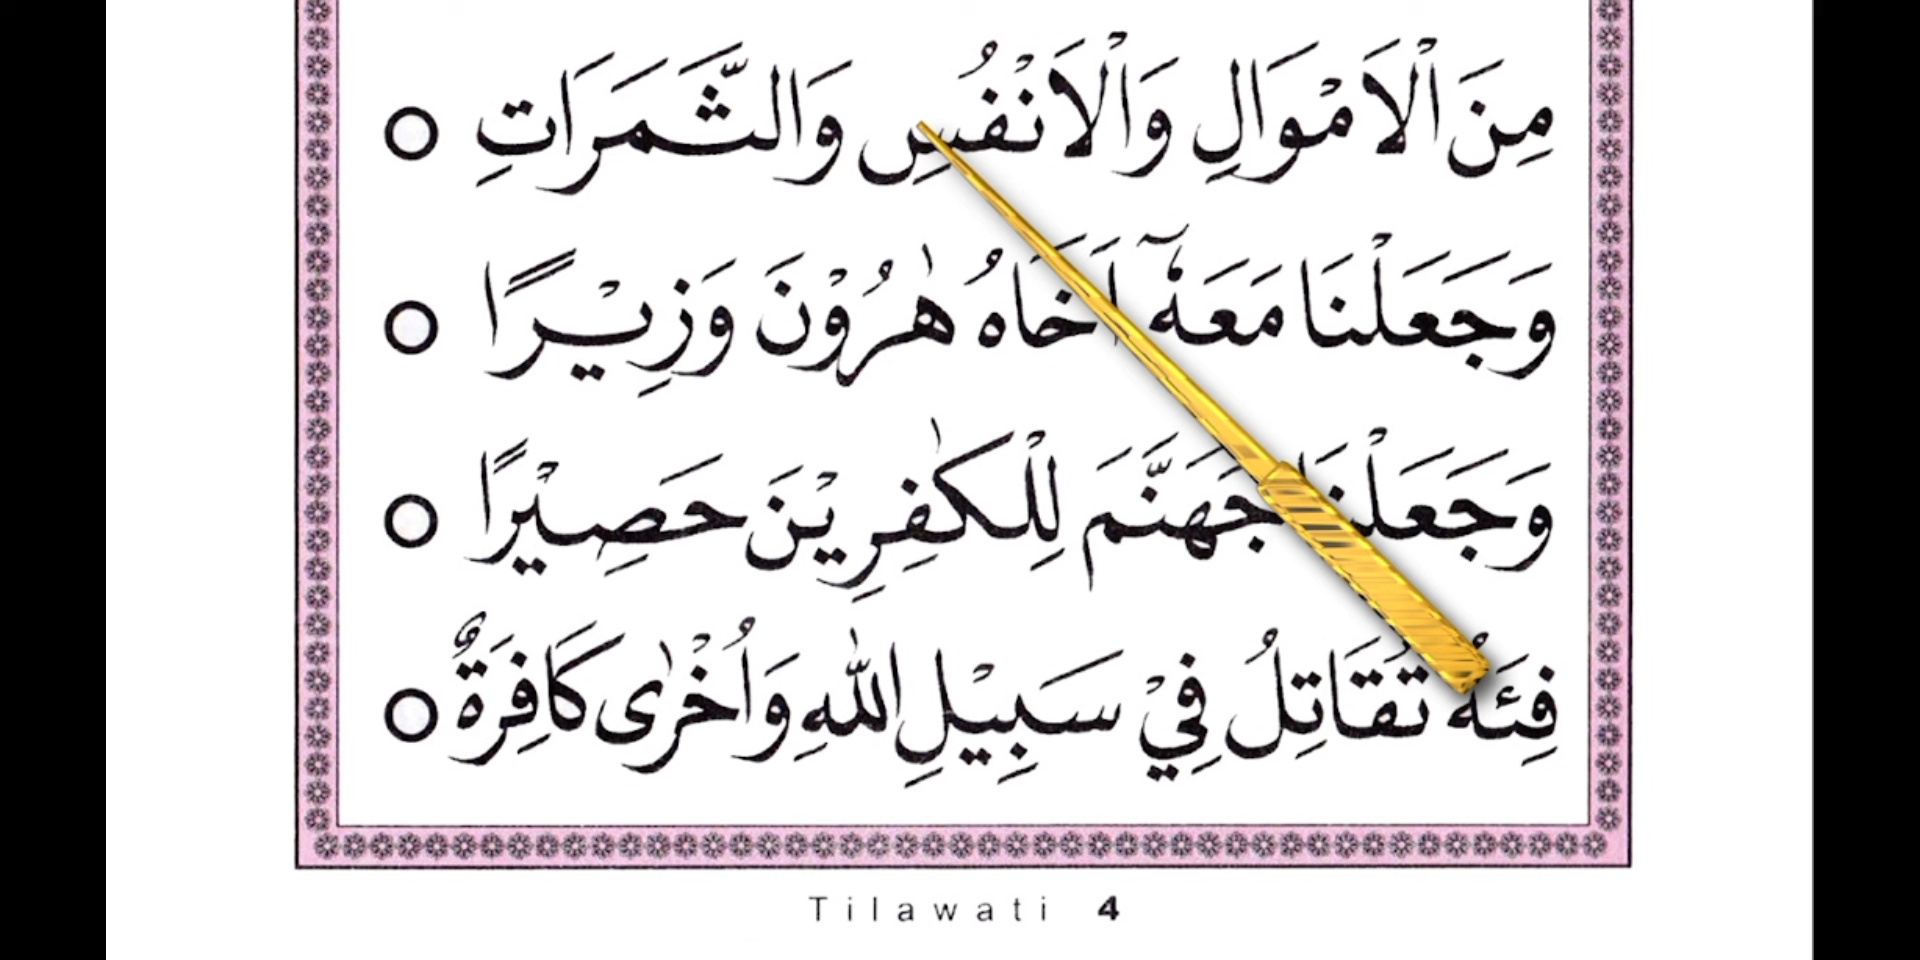 مِنَ الْاَمْوَالِ وَالْاَنْفُسِ وَالثَّمَرَاتِ ○
وَجَعَلْنَا مَعَهٗٓ اَخَاهُ هٰرُوْنَ وَزِيْرًا ○
وَجَعَلْنَا جَهَنَّمَ لِلْكٰفِرِيْنَ حَصِيْرًا ○
فِئَةٌ تُقَاتِلُ فِيْ سَبِيْلِ اللّٰهِ وَاُخْرٰى كَافِرَةٌ ○
Tilawati 4